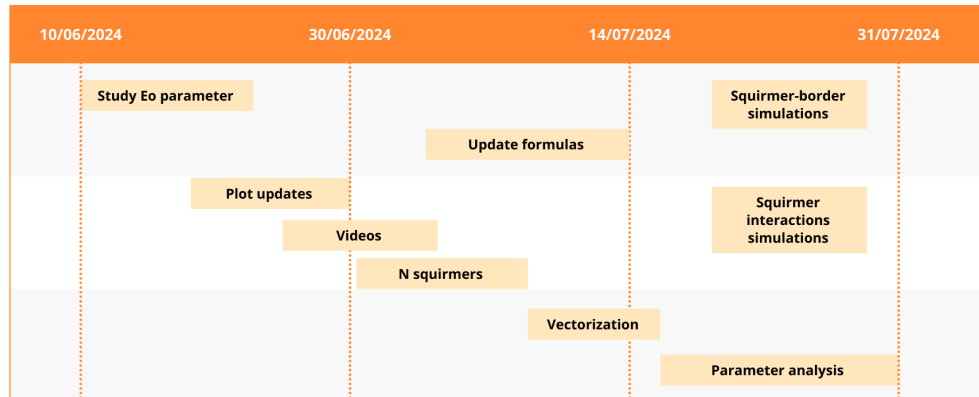 10/06/2024 30/06/2024 14/07/2024 31/07/2024
Study Eo parameter
Squirmer-border
simulations
Update formulas
Plot updates
Squirmer
interactions
simulations
Videos
N squirmers
Vectorization
Parameter analysis